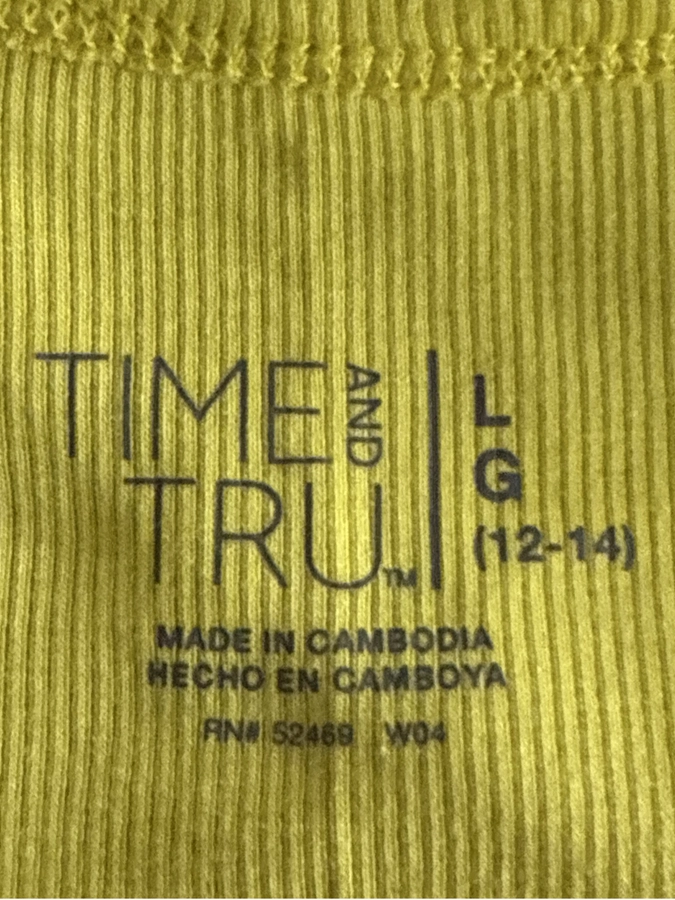 TIME AND
TRU™
L
G
(12-14)
MADE IN CAMBODIA
HECHO EN CAMBOYA
RN# 52469 W04